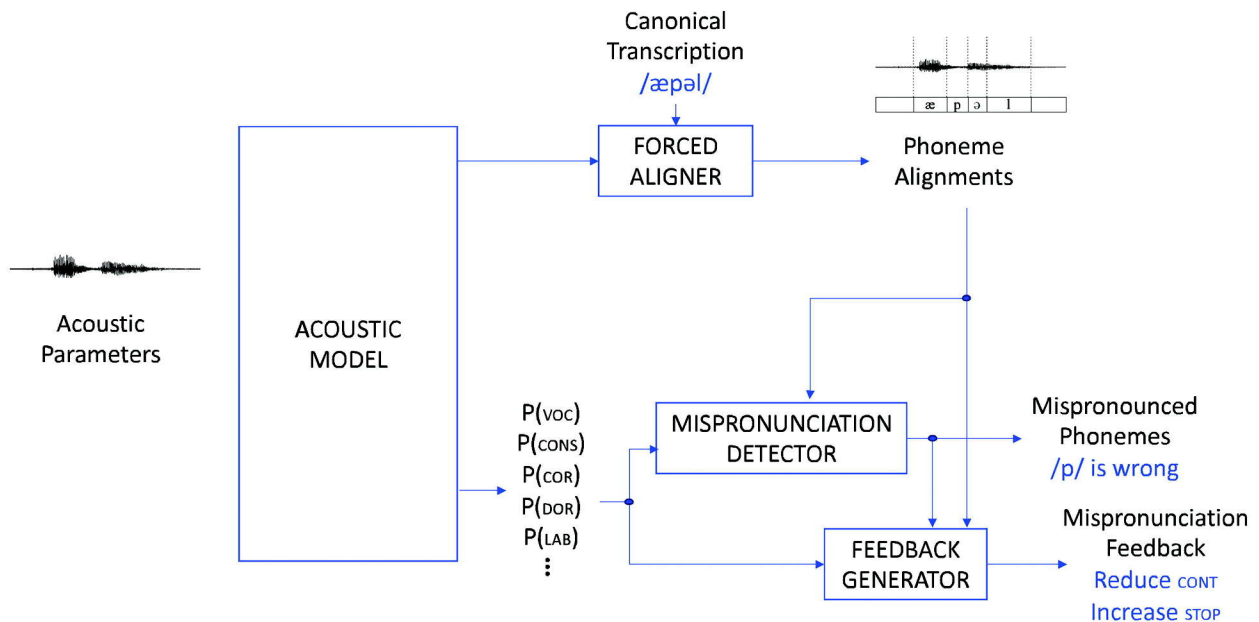 Canonical
Transcription
/æpəl/
æ p ə l
FORCED
ALIGNER
Phoneme
Alignments
Acoustic
Parameters
ACOUSTIC
MODEL
P(VOC)
P(CONS)
P(COR)
P(DOR)
P(LAB)
⋮
MISPRONUNCIATION
DETECTOR
Mispronounced
Phonemes
/p/ is wrong
FEEDBACK
GENERATOR
Mispronunciation
Feedback
Reduce CONT
Increase STOP